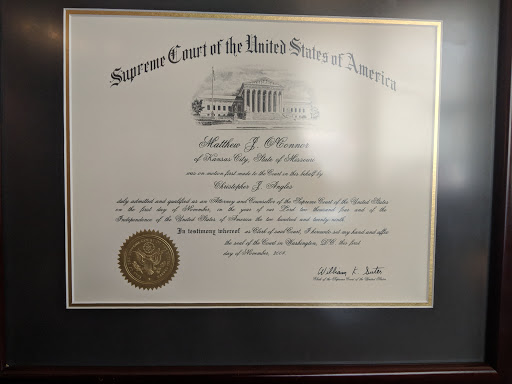 Supreme Court of the United States of America
Matthew J. O'Connor
of Kansas City, State of Missouri
was on motion first made to the Court in this behalf by
Christopher J. Angles
duly admitted and qualified as an Attorney and Counsellor of the Supreme Court of the United States
on the first day of November, in the year of our Lord two thousand four and of the
Independence of the United States of America the two hundred and twenty-ninth.
In testimony whereof as Clerk of said Court, I hereunto set my hand and affix
the seal of the Court in Washington, D.C. this first
day of November, 2004
William K. Suter
Clerk of the Supreme Court of the United States